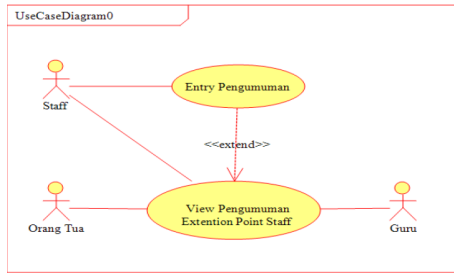 UseCaseDiagram0
Staff
Entry Pengumuman
<<extend>>
Orang Tua
View Pengumuman
Extention Point Staff
Guru